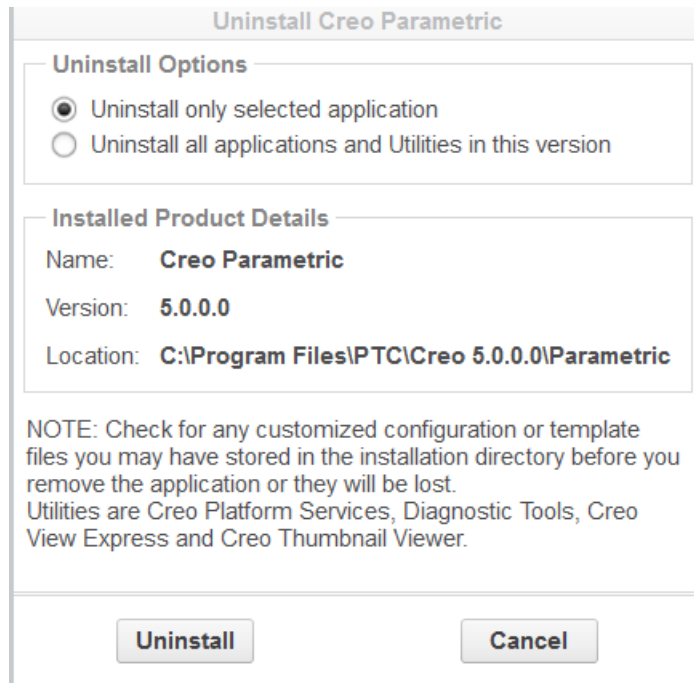 Uninstall Creo Parametric
Uninstall Options
Uninstall only selected application
Uninstall all applications and Utilities in this version
Installed Product Details
Name: Creo Parametric
Version: 5.0.0.0
Location: C:\Program Files\PTC\Creo 5.0.0.0\Parametric
NOTE: Check for any customized configuration or template
files you may have stored in the installation directory before you
remove the application or they will be lost.
Utilities are Creo Platform Services, Diagnostic Tools, Creo
View Express and Creo Thumbnail Viewer.
Uninstall Cancel